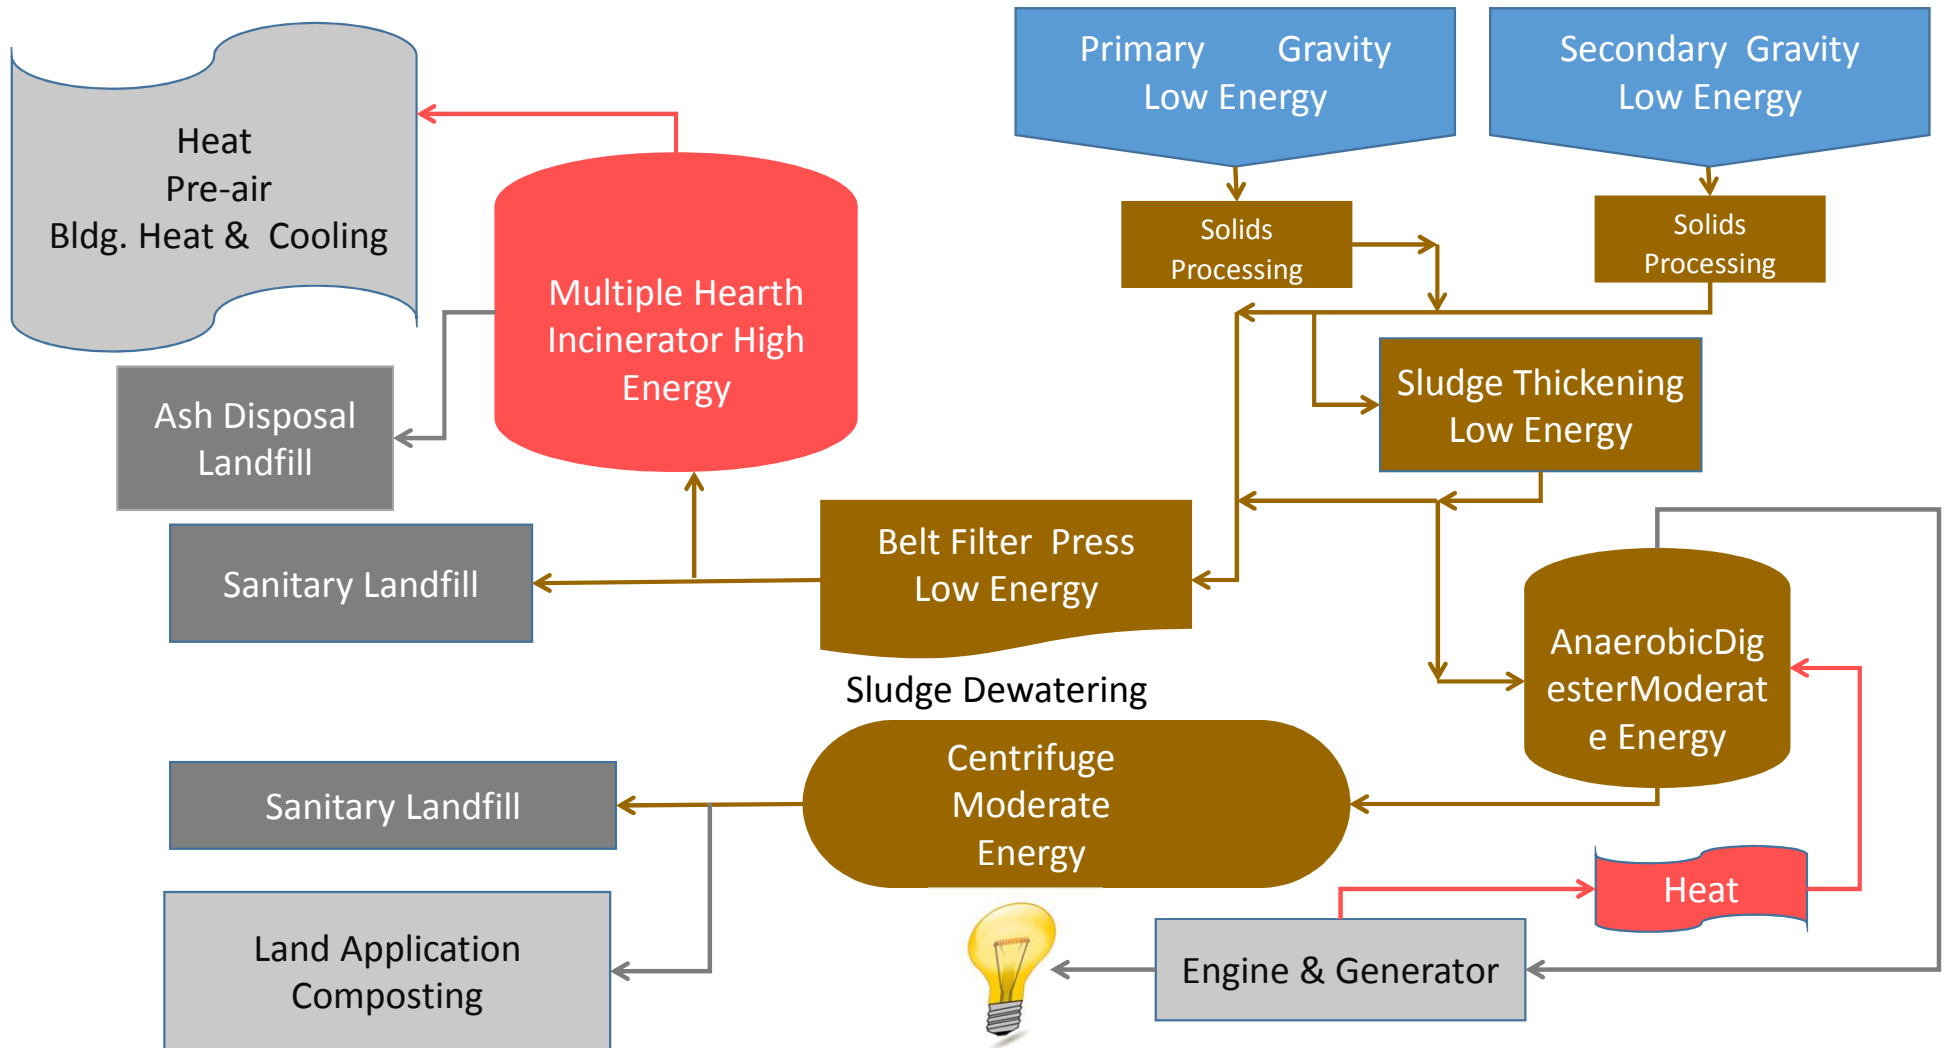 Primary Gravity
Low Energy
Secondary Gravity
Low Energy
Heat
Pre-air
Bldg. Heat & Cooling
Solids
Processing
Solids
Processing
Multiple Hearth
Incinerator High
Energy
Sludge Thickening
Low Energy
Ash Disposal
Landfill
Belt Filter Press
Low Energy
Sanitary Landfill
AnaerobicDig
esterModerat
e Energy
Sludge Dewatering
Centrifuge
Moderate
Energy
Sanitary Landfill
Heat
Land Application
Composting
Engine & Generator